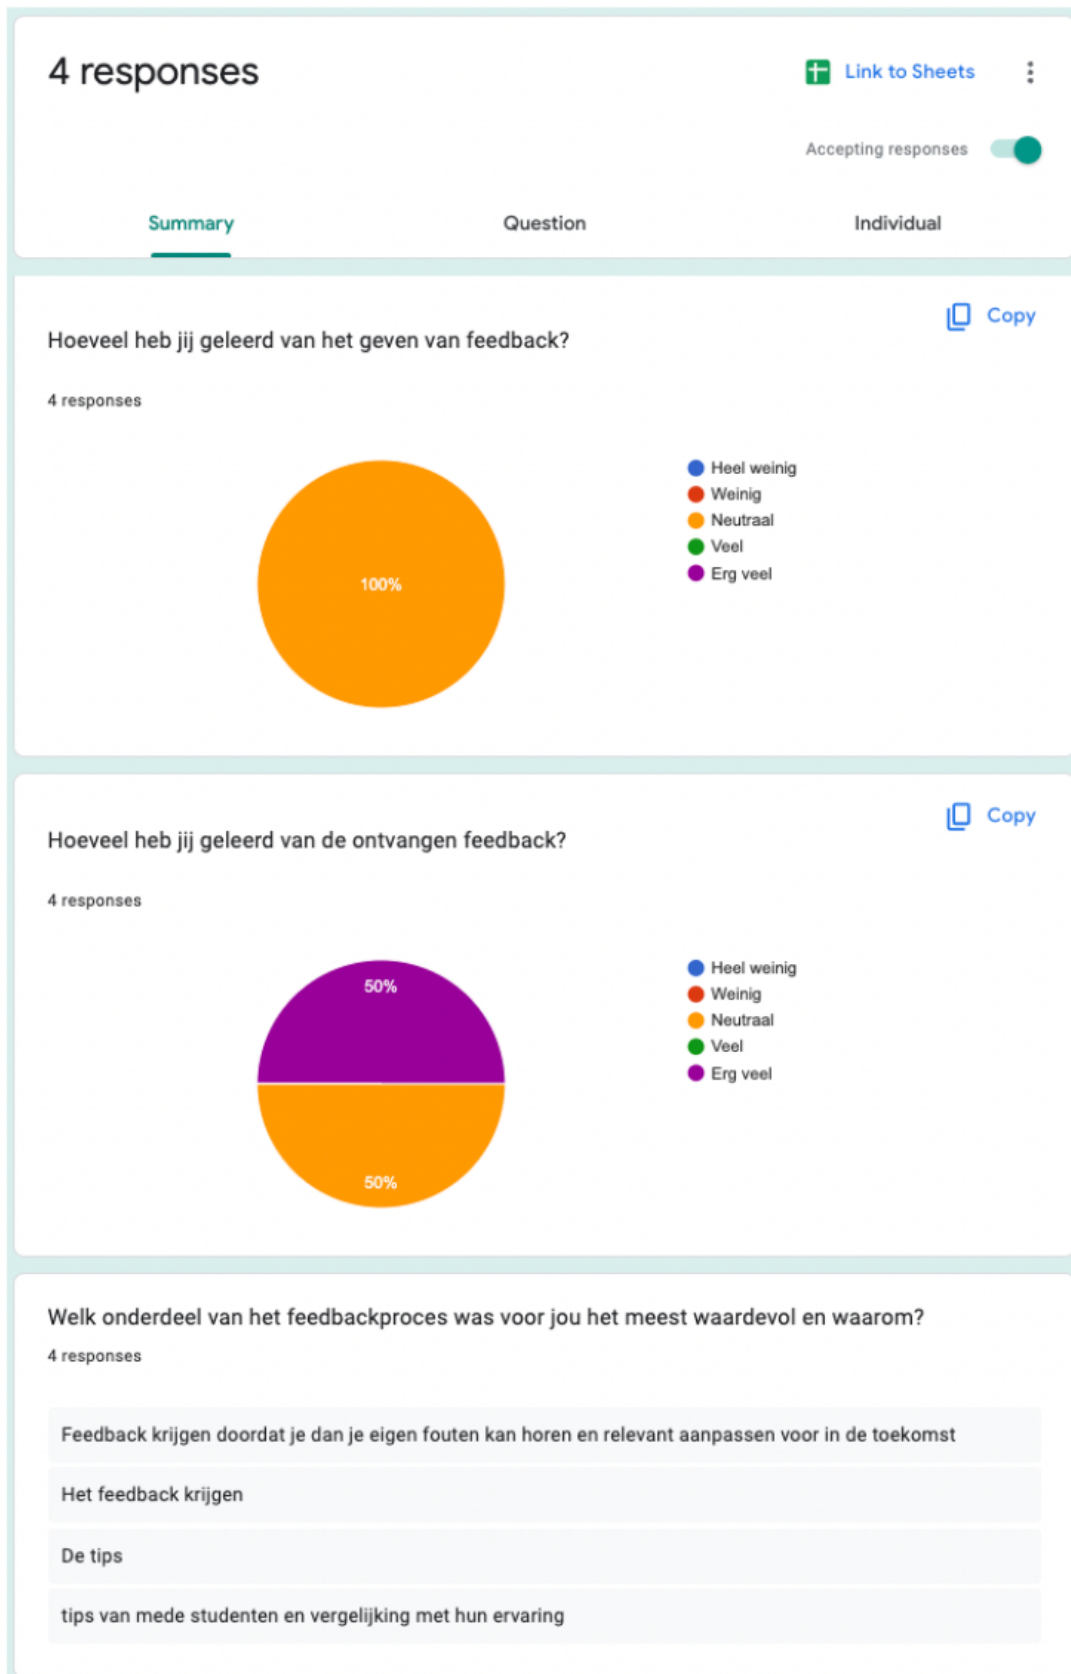 4 responses
Link to Sheets
Accepting responses
Summary
Question
Individual
Copy
Hoeveel heb jij geleerd van het geven van feedback?
4 responses
100%
Heel weinig
Weinig
Neutraal
Veel
Erg veel
Copy
Hoeveel heb jij geleerd van de ontvangen feedback?
4 responses
50%
50%
Heel weinig
Weinig
Neutraal
Veel
Erg veel
Welk onderdeel van het feedbackproces was voor jou het meest waardevol en waarom?
4 responses
Feedback krijgen doordat je dan je eigen fouten kan horen en relevant aanpassen voor in de toekomst
Het feedback krijgen
De tips
tips van mede studenten en vergelijking met hun ervaring